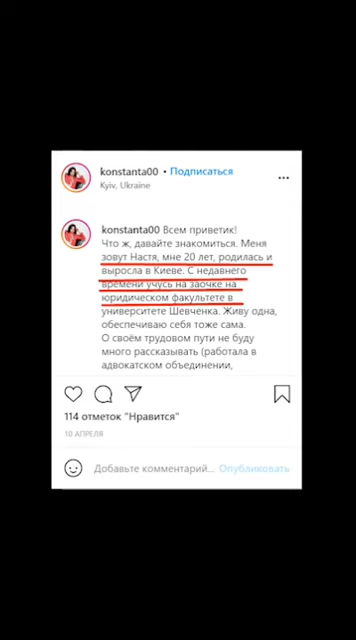 konstanta00 • Подписаться
Kyiv, Ukraine
konstanta00 Всем приветик!
Что ж, давайте знакомиться. Меня
зовут Настя, мне 20 лет, родилась и
выросла в Киеве. С недавнего
времени учусь на заочке на
юридическом факультете в
университете Шевченка. Живу одна,
обеспечиваю себя тоже сама.
О своём трудовом пути не буду
много рассказывать (работала в
адвокатском объединении,
114 отметок "Нравится"
10 АПРЕЛЯ
Добавьте комментарий... Опубликовать